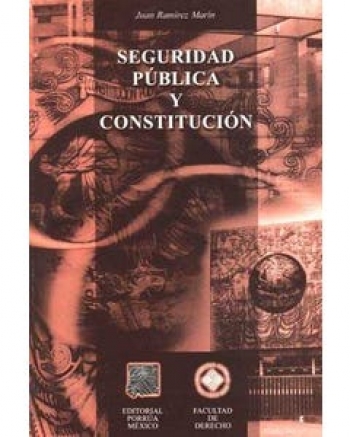 Juan Ramírez Marín
SEGURIDAD
PÚBLICA
Y
CONSTITUCIÓN
EDITORIAL
PORRÚA
MÉXICO
FACULTAD
DE
DERECHO